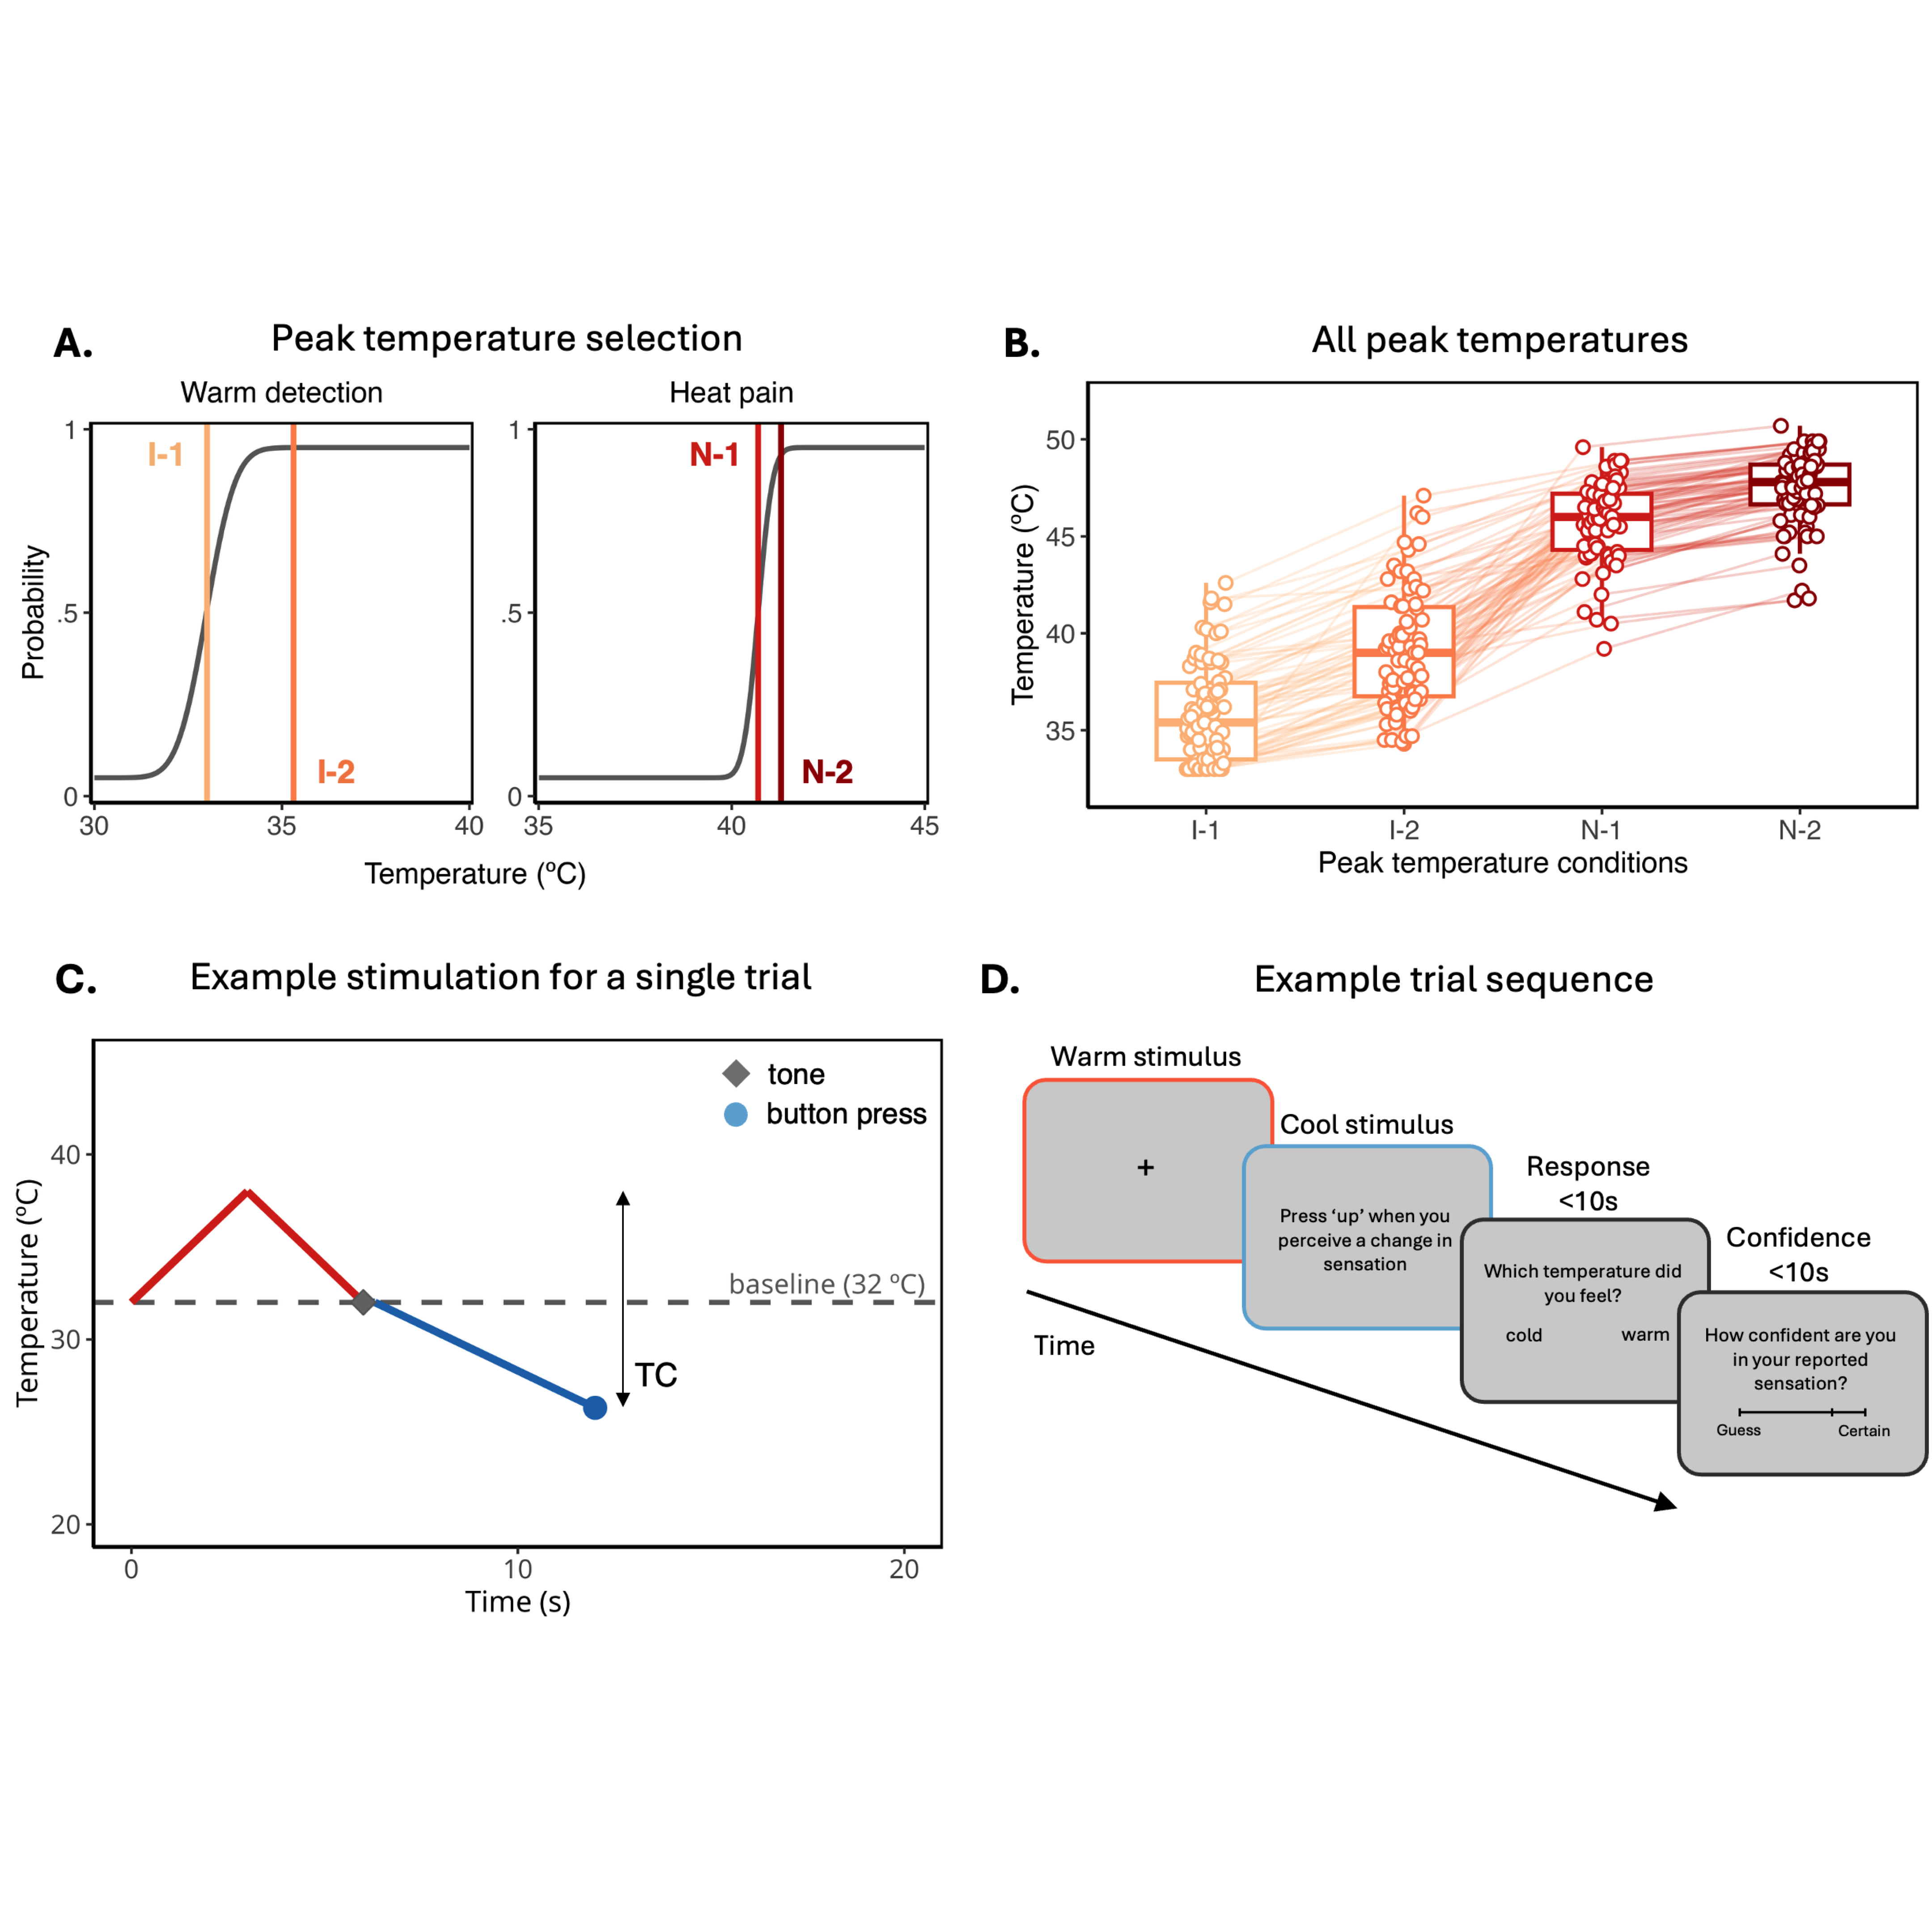 A.
Peak temperature selection
Warm detection
Heat pain
I-1
I-2
N-1
N-2
Probability
1
.5
0
30
35
40
1
.5
0
35
40
45
Temperature (ºC)
B.
All peak temperatures
Temperature (ºC)
50
45
40
35
I-1
I-2
N-1
N-2
Peak temperature conditions
C.
Example stimulation for a single trial
tone
button press
Temperature (ºC)
40
30
20
baseline (32 ºC)
TC
0
10
20
Time (s)
D.
Example trial sequence
Warm stimulus
+
Cool stimulus
Press ‘up’ when you
perceive a change in
sensation
Response
<10s
Which temperature did
you feel?
cold warm
Confidence
<10s
How confident are you
in your reported
sensation?
Guess Certain
Time